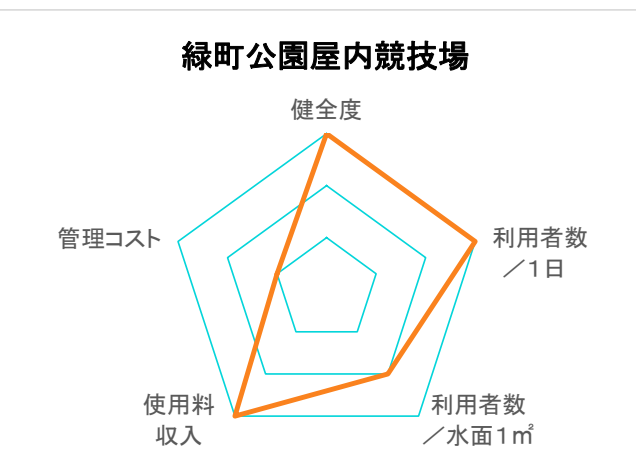 緑町公園屋内競技場
健全度
管理コスト
利用者数
／1日
使用料
収入
利用者数
／水面1㎡